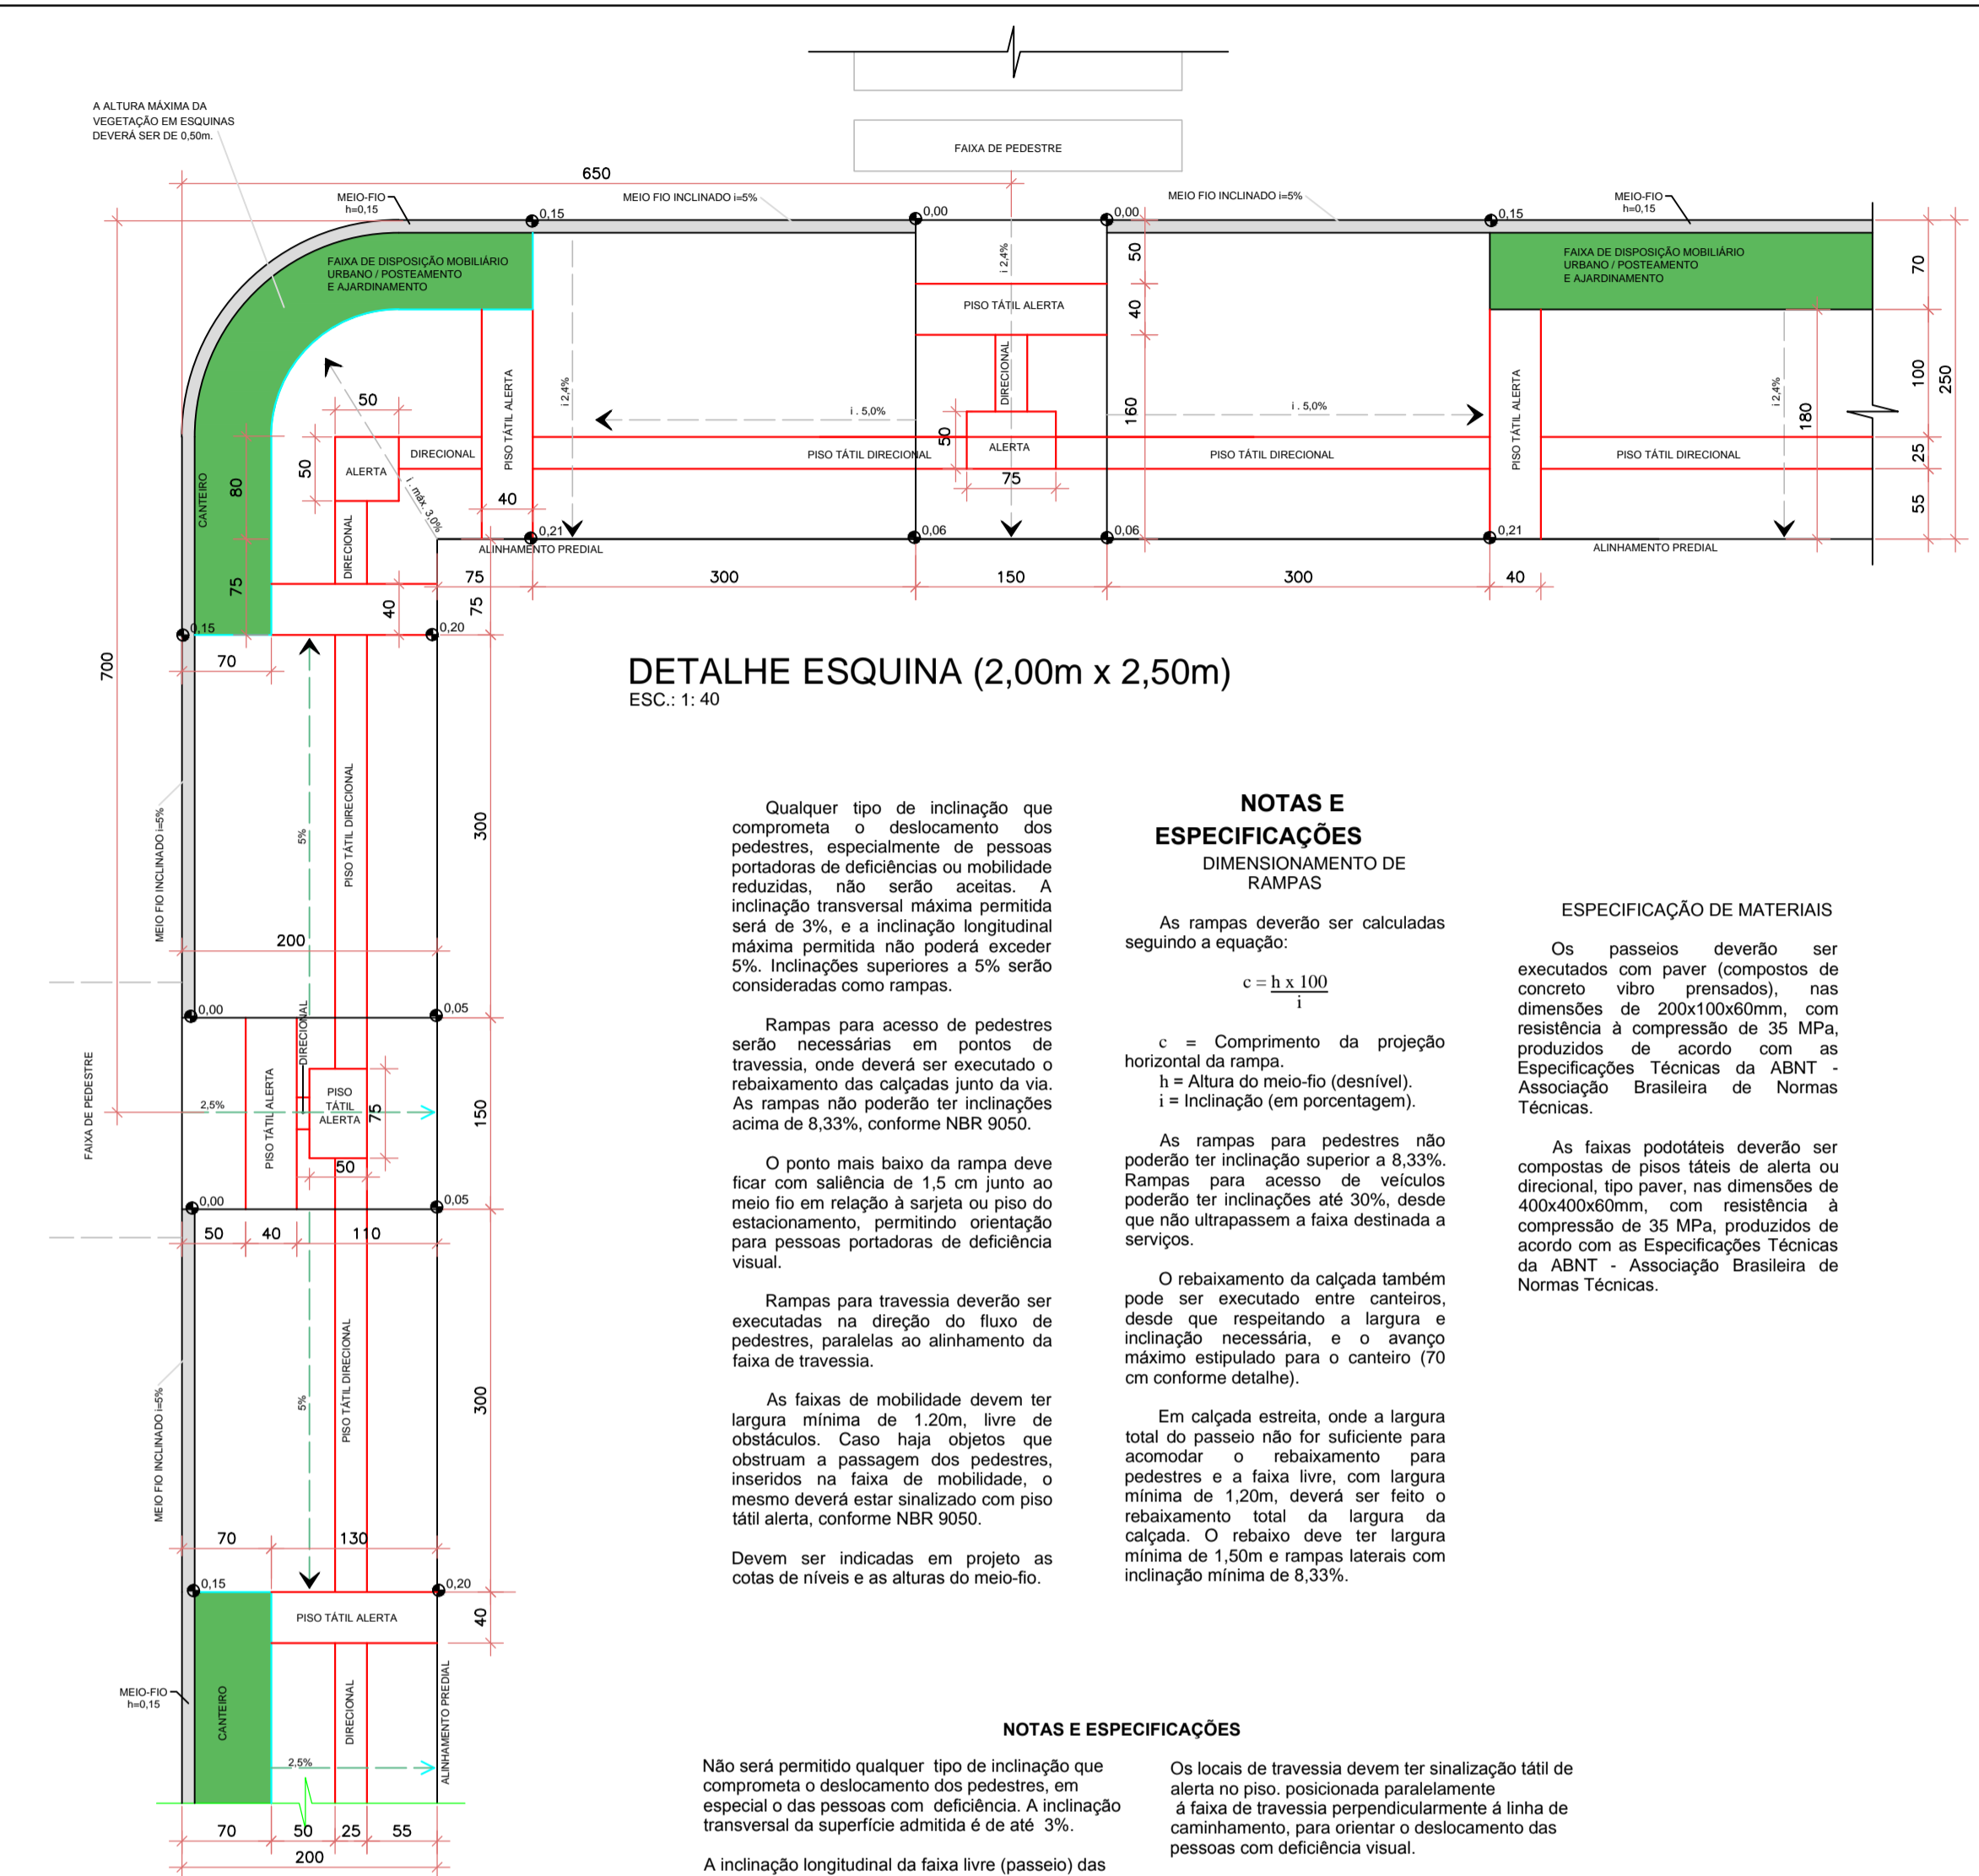 A ALTURA MÁXIMA DA
VEGETAÇÃO EM ESQUINAS
DEVERÁ SER DE 0,50m.
FAIXA DE PEDESTRE
650
MEIO-FIO
h=0,15
0,15
MEIO FIO INCLINADO i=5%
0,00
0,00
MEIO FIO INCLINADO i=5%
MEIO-FIO
h=0,15
0,15
FAIXA DE DISPOSIÇÃO MOBILIÁRIO
URBANO / POSTEAMENTO
E AJARDINAMENTO
i 2,4%
50
FAIXA DE DISPOSIÇÃO MOBILIÁRIO
URBANO / POSTEAMENTO
E AJARDINAMENTO
70
PISO TÁTIL ALERTA
40
i 2,4%
DIRECIONAL
PISO TÁTIL ALERTA
PISO TÁTIL ALERTA
i 2,4%
100
250
50
i . 5,0%
160
i . 5,0%
180
50
ALERTA
DIRECIONAL
PISO TÁTIL DIRECIONAL
50
ALERTA
PISO TÁTIL DIRECIONAL
PISO TÁTIL DIRECIONAL
25
75
80
CANTEIRO
i . máx. 3,0%
40
55
DIRECIONAL
0,21
0,06
0,06
0,21
ALINHAMENTO PREDIAL
ALINHAMENTO PREDIAL
75
300
150
300
40
75
40
75
0,15
0,20
70
700
DETALHE ESQUINA (2,00m x 2,50m)
ESC.: 1: 40
MEIO FIO INCLINADO i=5%
5%
PISO TÁTIL DIRECIONAL
300
200
0,00
0,05
DIRECIONAL
FAIXA DE PEDESTRE
2,5%
PISO TÁTIL ALERTA
PISO
TÁTIL
ALERTA
75
150
50
0,00
0,05
50
40
110
MEIO FIO INCLINADO i=5%
5%
PISO TÁTIL DIRECIONAL
300
70
130
0,15
0,20
PISO TÁTIL ALERTA
40
MEIO-FIO
h=0,15
CANTEIRO
DIRECIONAL
ALINHAMENTO PREDIAL
2,5%
70
50
25
55
200
Qualquer tipo de inclinação que
comprometa o deslocamento dos
pedestres, especialmente de pessoas
portadoras de deficiências ou mobilidade
reduzidas, não serão aceitas. A
inclinação transversal máxima permitida
será de 3%, e a inclinação longitudinal
máxima permitida não poderá exceder
5%. Inclinações superiores a 5% serão
consideradas como rampas.
Rampas para acesso de pedestres
serão necessárias em pontos de
travessia, onde deverá ser executado o
rebaixamento das calçadas junto da via.
As rampas não poderão ter inclinações
acima de 8,33%, conforme NBR 9050.
O ponto mais baixo da rampa deve
ficar com saliência de 1,5 cm junto ao
meio fio em relação à sarjeta ou piso do
estacionamento, permitindo orientação
para pessoas portadoras de deficiência
visual.
Rampas para travessia deverão ser
executadas na direção do fluxo de
pedestres, paralelas ao alinhamento da
faixa de travessia.
As faixas de mobilidade devem ter
largura mínima de 1.20m, livre de
obstáculos. Caso haja objetos que
obstruam a passagem dos pedestres,
inseridos na faixa de mobilidade, o
mesmo deverá estar sinalizado com piso
tátil alerta, conforme NBR 9050.
Devem ser indicadas em projeto as
cotas de níveis e as alturas do meio-fio.
NOTAS E
ESPECIFICAÇÕES
DIMENSIONAMENTO DE
RAMPAS
As rampas deverão ser calculadas
seguindo a equação:
c = h x 100
i
c = Comprimento da projeção
horizontal da rampa.
h = Altura do meio-fio (desnível).
i = Inclinação (em porcentagem).
As rampas para pedestres não
poderão ter inclinação superior a 8,33%.
Rampas para acesso de veículos
poderão ter inclinações até 30%, desde
que não ultrapassem a faixa destinada a
serviços.
O rebaixamento da calçada também
pode ser executado entre canteiros,
desde que respeitando a largura e
inclinação necessária, e o avanço
máximo estipulado para o canteiro (70
cm conforme detalhe).
Em calçada estreita, onde a largura
total do passeio não for suficiente para
acomodar o rebaixamento para
pedestres e a faixa livre, com largura
mínima de 1,20m, deverá ser feito o
rebaixamento total da largura da
calçada. O rebaixo deve ter largura
mínima de 1,50m e rampas laterais com
inclinação mínima de 8,33%.
ESPECIFICAÇÃO DE MATERIAIS
Os passeios deverão ser
executados com paver (compostos de
concreto vibro prensados), nas
dimensões de 200x100x60mm, com
resistência à compressão de 35 MPa,
produzidos de acordo com as
Especificações Técnicas da ABNT -
Associação Brasileira de Normas
Técnicas.
As faixas podotáteis deverão ser
compostas de pisos táteis de alerta ou
direcional, tipo paver, nas dimensões de
400x400x60mm, com resistência à
compressão de 35 MPa, produzidos de
acordo com as Especificações Técnicas
da ABNT - Associação Brasileira de
Normas Técnicas.
NOTAS E ESPECIFICAÇÕES
Não será permitido qualquer tipo de inclinação que
comprometa o deslocamento dos pedestres, em
especial o das pessoas com deficiência. A inclinação
transversal da superfície admitida é de até 3%.
A inclinação longitudinal da faixa livre (passeio) das
Os locais de travessia devem ter sinalização tátil de
alerta no piso. posicionada paralelamente
á faixa de travessia perpendicularmente á linha de
caminhamento, para orientar o deslocamento das
pessoas com deficiência visual.